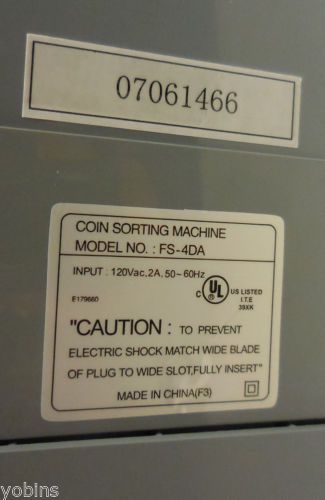 07061466
COIN SORTING MACHINE
MODEL NO. : FS-4DA
INPUT : 120Vac, 2A, 50~60Hz
E179660
C UL US LISTED
I.T.E
39XK
"CAUTION : TO PREVENT
ELECTRIC SHOCK MATCH WIDE BLADE
OF PLUG TO WIDE SLOT,FULLY INSERT"
MADE IN CHINA(F3)
yobins
yobins